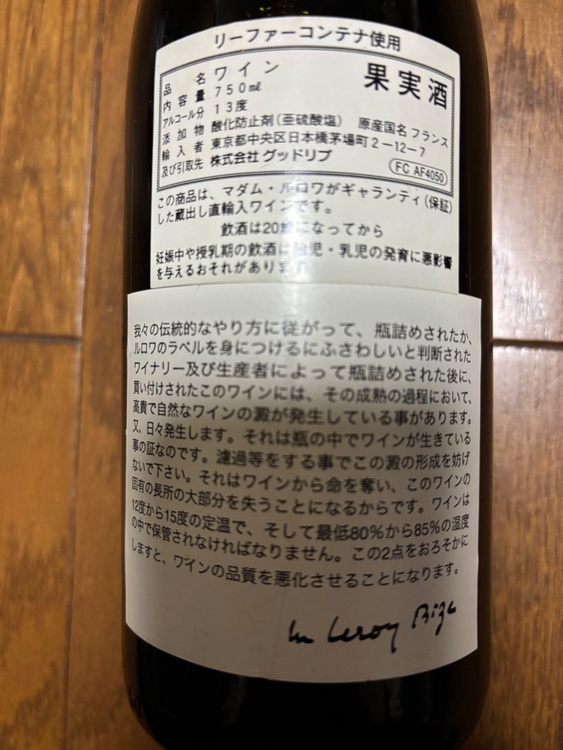 リーファーコンテナ使用
品名 ワイン
果実酒
内容量 750㎖
アルコール分 13度
添加物 酸化防止剤(亜硫酸塩) 原産国名 フランス
輸入者 東京都中央区日本橋茅場町2-12-7
及び引取先 株式会社 グッドリブ
FC AF4050
この商品は、マダム・ルロワがギャランティ(保証)
した蔵出し直輸入ワインです。
飲酒は20歳になってから
妊娠中や授乳期の飲酒は胎児・乳児の発育に悪影響
を与えるおそれがあります
我々の伝統的なやり方に従がって、瓶詰めされたか、
ルロワのラベルを身につけるにふさわしいと判断された
ワイナリー及び生産者によって瓶詰めされた後に、
買い付けされたこのワインには、その成熟の過程において、
高貴で自然なワインの澱が発生している事があります。
又、日々発生します。それは瓶の中でワインが生きている
事の証なのです。濾過等をする事でこの澱の形成を妨げ
ないで下さい。それはワインから命を奪い、このワインの
固有の長所の大部分を失うことになるからです。ワインは
12度から15度の定温で、そして最低80%から85%の湿度
の中で保管されなければなりません。この2点をおろそかに
しますと、ワインの品質を悪化させることになります。
Leroy Bize